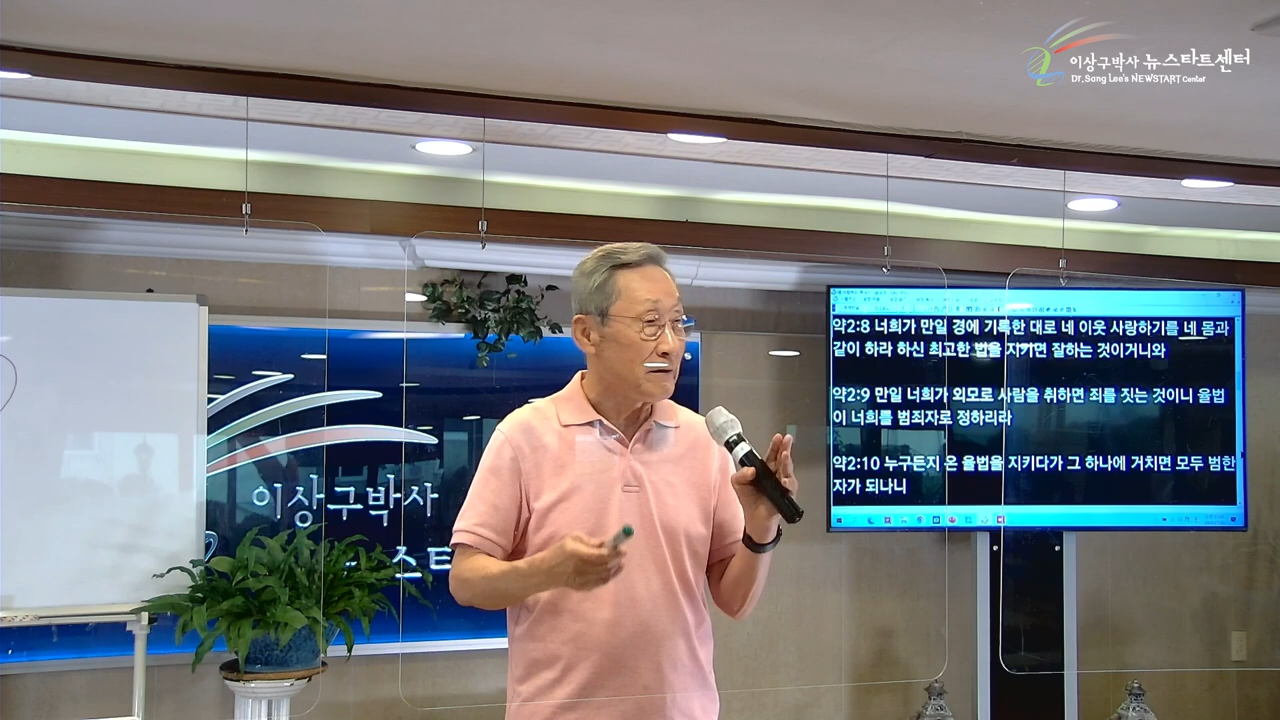 이상구박사 뉴스타트센터
Dr. Sang Lee's NEWSTART Center
약2:8 너희가 만일 경에 기록한 대로 네 이웃 사랑하기를 네 몸과
같이 하라 하신 최고한 법을 지키면 잘하는 것이거니와
약2:9 만일 너희가 외모로 사람을 취하면 죄를 짓는 것이니 율법
이 너희를 범죄자로 정하리라
약2:10 누구든지 온 율법을 지키다가 그 하나에 거치면 모두 범한
자가 되나니
이상구박사
스타